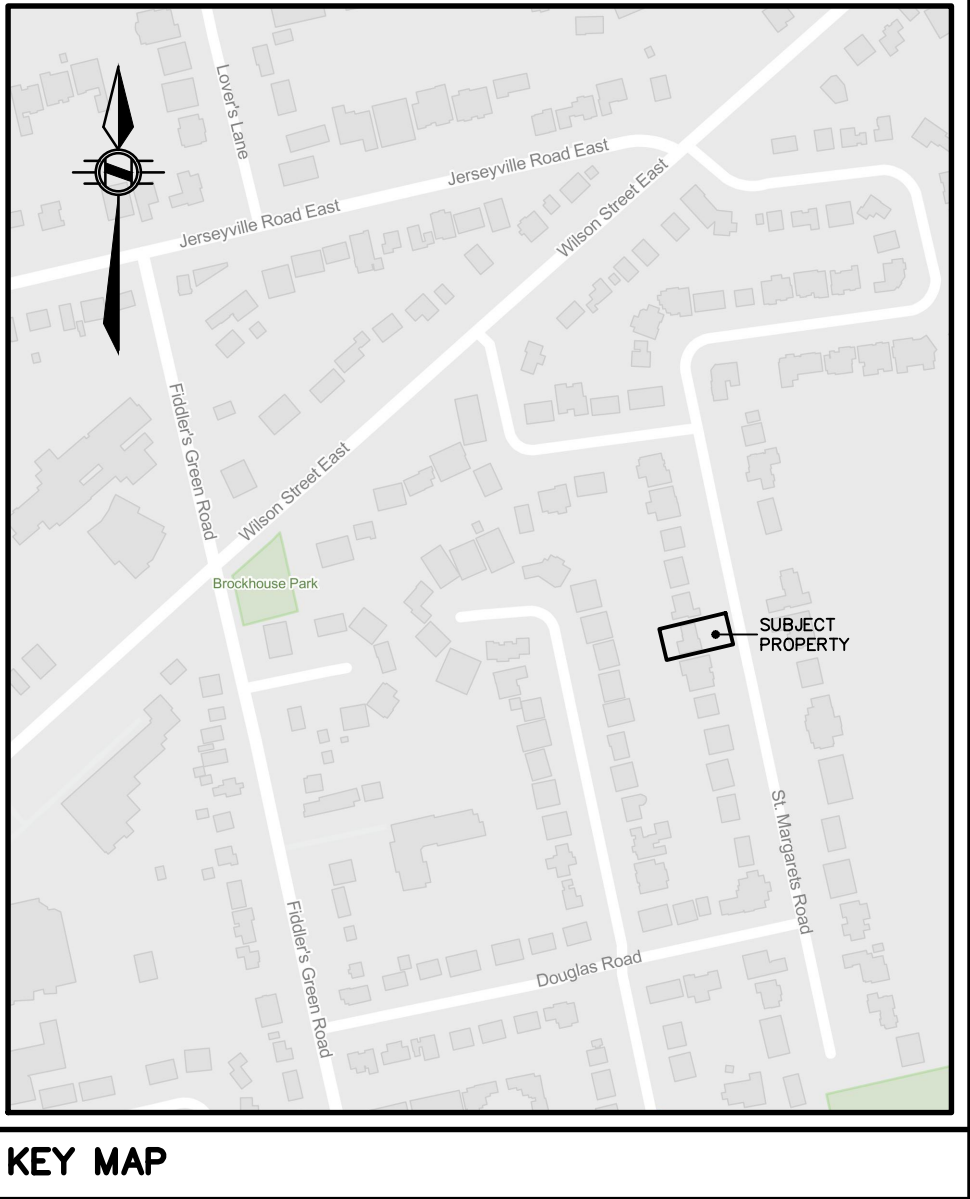 Lover's Lane
Jerseyville Road East
Jerseyville Road East
Wilson Street East
Fiddler's Green Road
Wilson Street East
Brockhouse Park
SUBJECT
PROPERTY
St. Margarets Road
Fiddler's Green Road
Douglas Road
KEY MAP